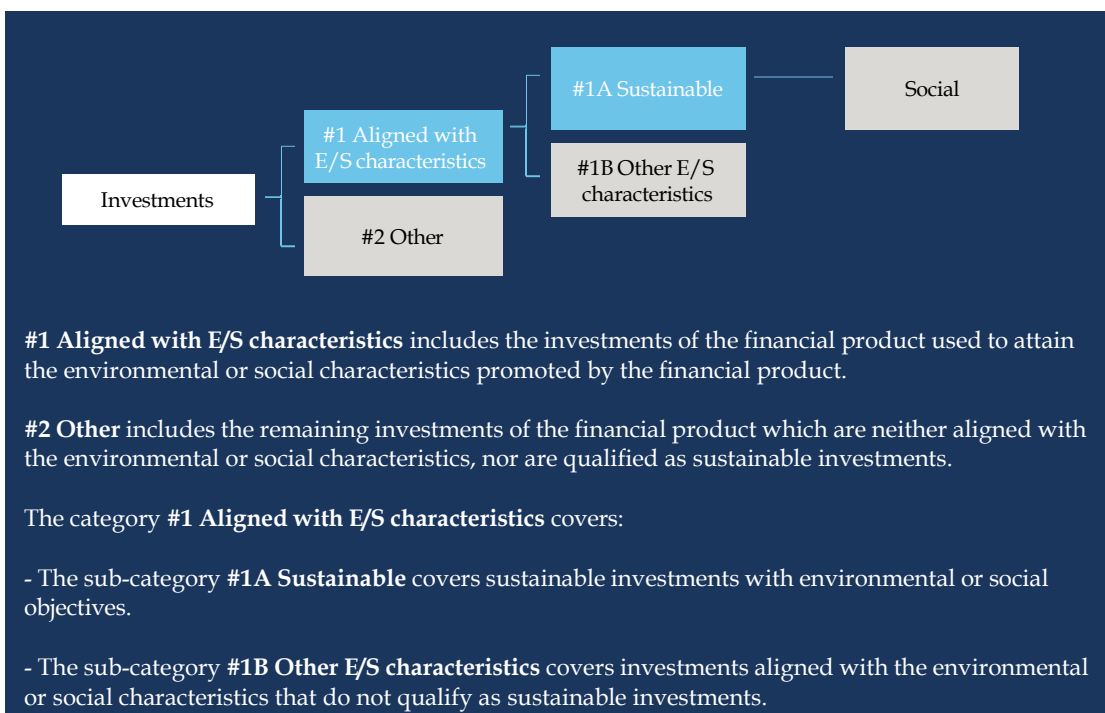 #1A Sustainable
Social
#1 Aligned with
E/S characteristics
#1B Other E/S
characteristics
Investments
#2 Other
#1 Aligned with E/S characteristics includes the investments of the financial product used to attain
the environmental or social characteristics promoted by the financial product.
#2 Other includes the remaining investments of the financial product which are neither aligned with
the environmental or social characteristics, nor are qualified as sustainable investments.
The category #1 Aligned with E/S characteristics covers:
- The sub-category #1A Sustainable covers sustainable investments with environmental or social
objectives.
- The sub-category #1B Other E/S characteristics covers investments aligned with the environmental
or social characteristics that do not qualify as sustainable investments.